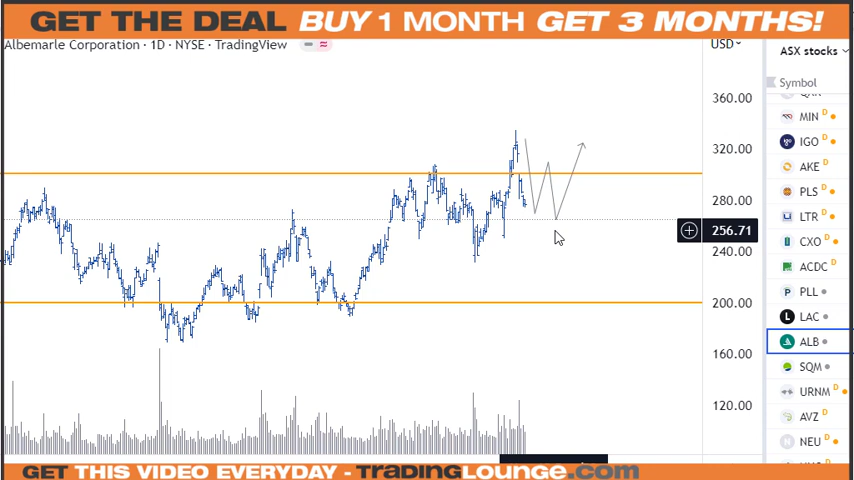 GET THE DEAL BUY 1 MONTH GET 3 MONTHS!
Albemarle Corporation · 1D · NYSE · TradingView
USD
ASX stocks
Symbol
360.00
MIN D
320.00
IGO D
AKE D
280.00
PLS D
LTR D
256.71
CXO D
240.00
ACDC D
PLL
200.00
LAC
ALB
160.00
SQM
URNM D
120.00
AVZ D
NEU D
GET THIS VIDEO EVERYDAY - TradingLounge.com